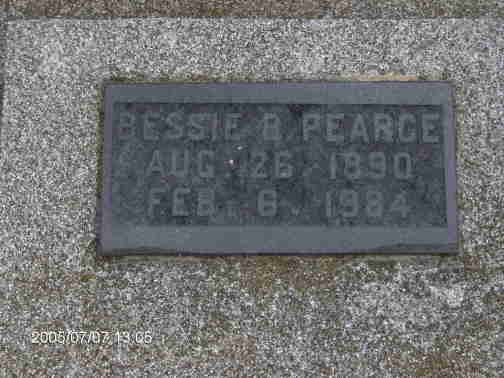 BESSIE B. PEARCE
AUG. 26. 1890
FEB. 6. 1984
2005/07/07 13:05